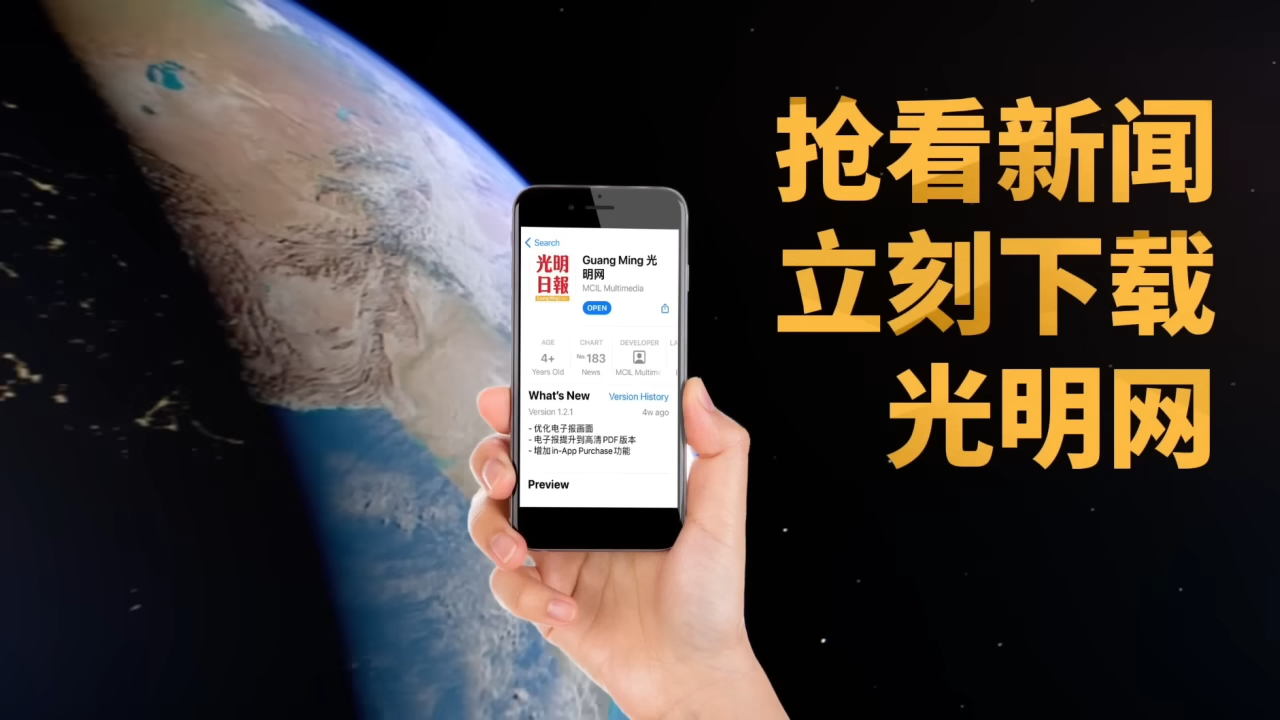 抢看新闻
立刻下载
光明网
Search
光明
日報
Guang Ming 光
明网
MCIL Multimedia
OPEN
AGE
CHART
DEVELOPER
LA
4+
No.183
Years Old
News
MCIL Multim
What's New
Version History
Version 1.2.1
4w ago
- 优化电子报画面
- 电子报提升到高清PDF版本
- 增加in-App Purchase功能
Preview